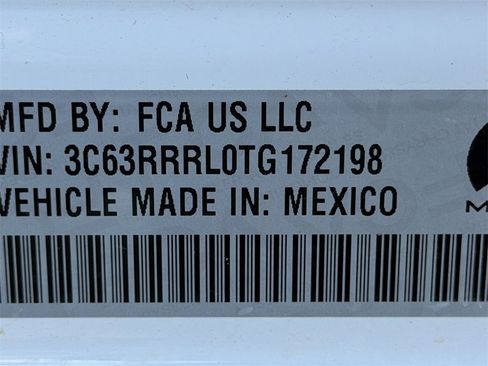 MFD BY: FCA US LLC
VIN: 3C63RRRL0TG172198
VEHICLE MADE IN: MEXICO